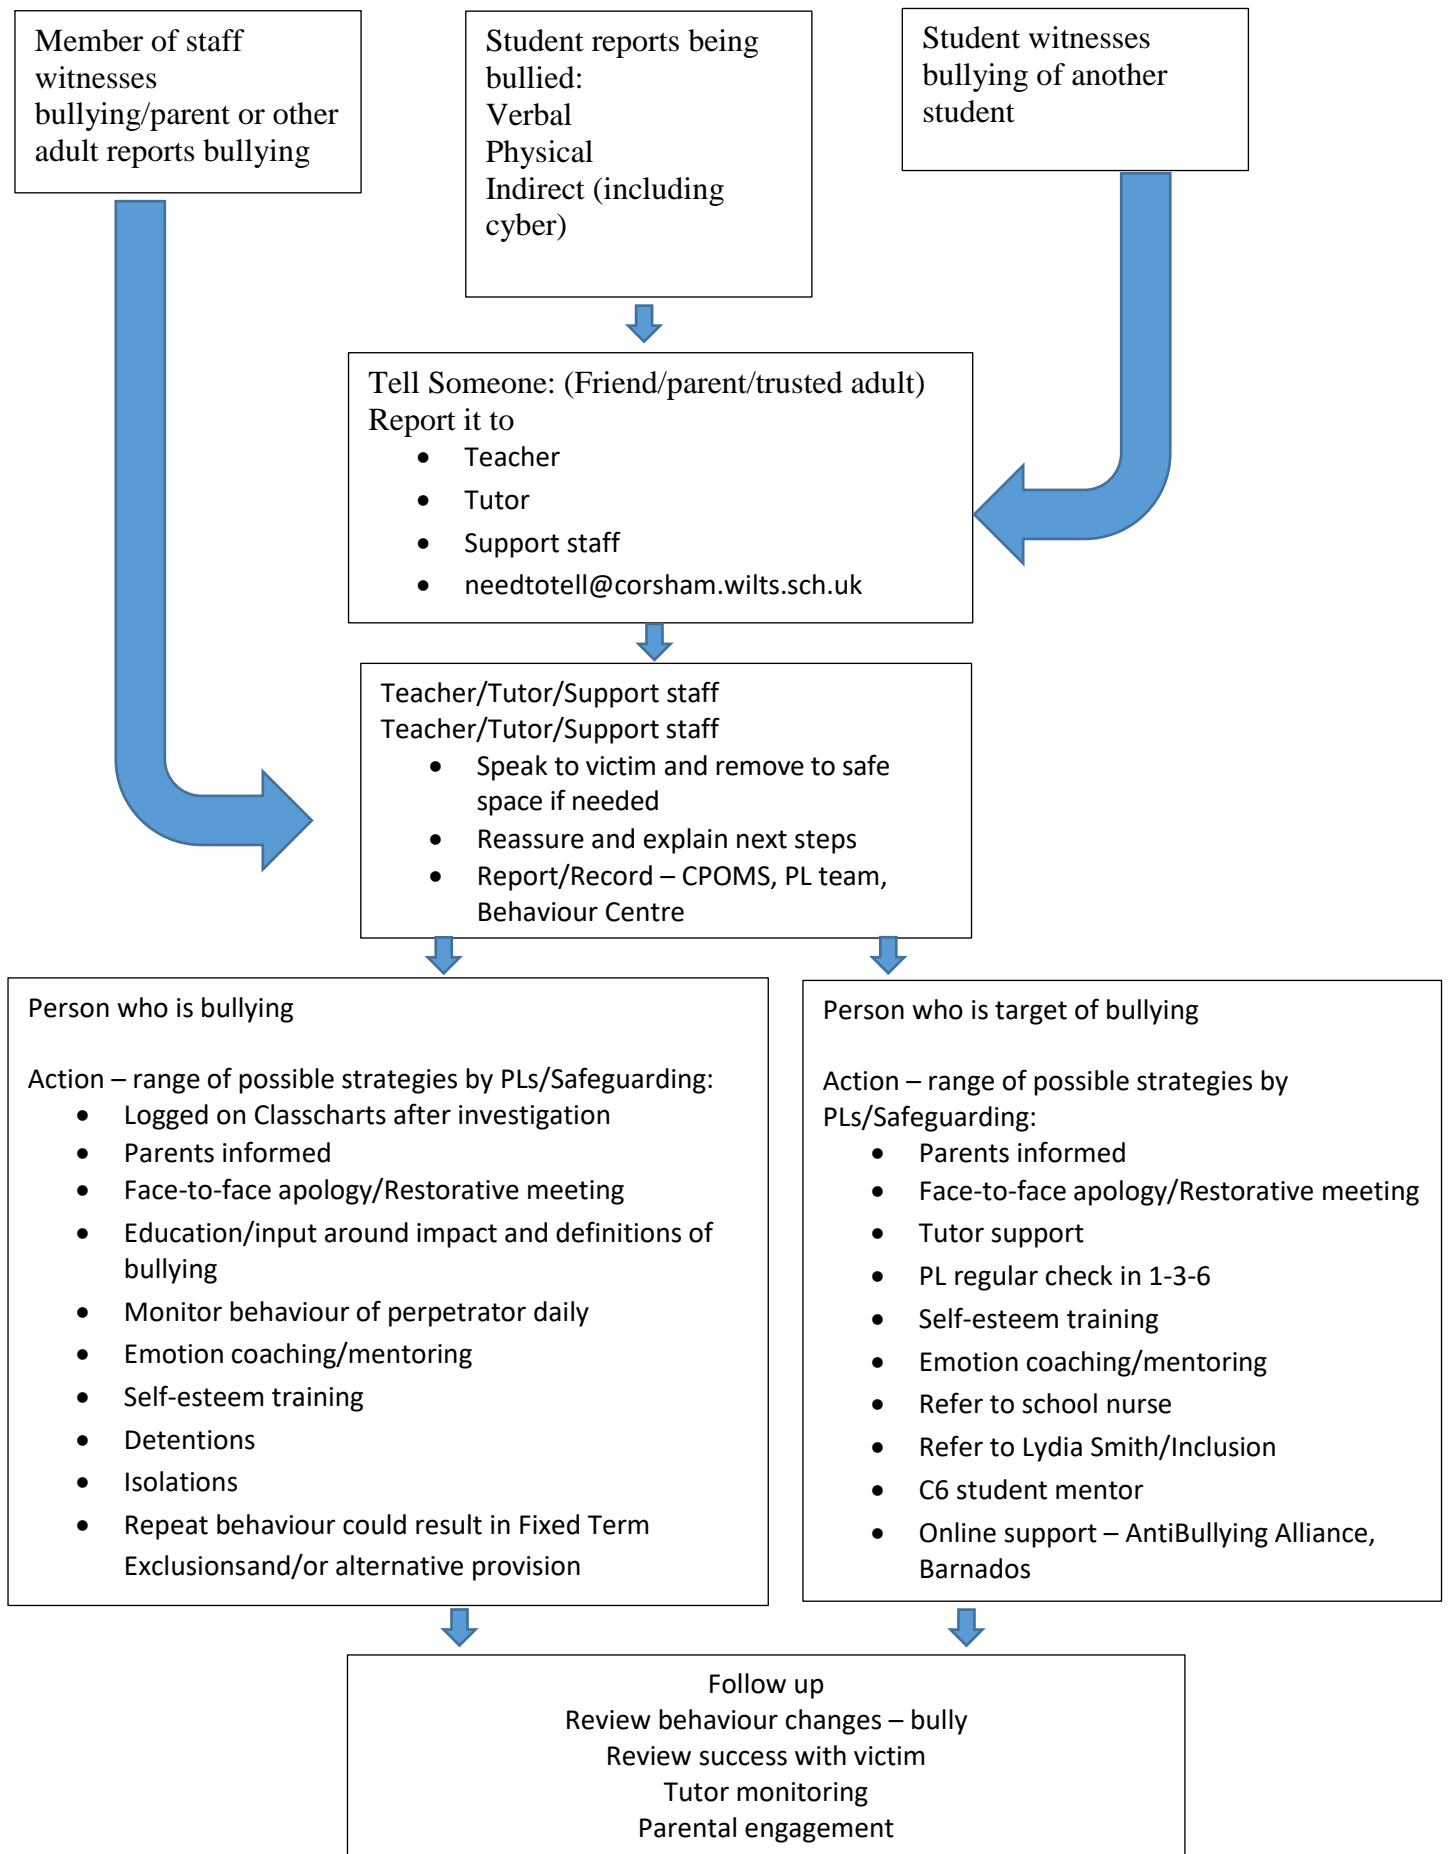 Member of staff
witnesses
bullying/parent or other
adult reports bullying
Student reports being
bullied:
Verbal
Physical
Indirect (including
cyber)
Student witnesses
bullying of another
student
Tell Someone: (Friend/parent/trusted adult)
Report it to
• Teacher
• Tutor
• Support staff
• needtotell@corsham.wilts.sch.uk
Teacher/Tutor/Support staff
Teacher/Tutor/Support staff
• Speak to victim and remove to safe
space if needed
• Reassure and explain next steps
• Report/Record – CPOMS, PL team,
Behaviour Centre
Person who is bullying
Action – range of possible strategies by PLs/Safeguarding:
• Logged on Classcharts after investigation
• Parents informed
• Face-to-face apology/Restorative meeting
• Education/input around impact and definitions of
bullying
• Monitor behaviour of perpetrator daily
• Emotion coaching/mentoring
• Self-esteem training
• Detentions
• Isolations
• Repeat behaviour could result in Fixed Term
Exclusionsand/or alternative provision
Person who is target of bullying
Action – range of possible strategies by
PLs/Safeguarding:
• Parents informed
• Face-to-face apology/Restorative meeting
• Tutor support
• PL regular check in 1-3-6
• Self-esteem training
• Emotion coaching/mentoring
• Refer to school nurse
• Refer to Lydia Smith/Inclusion
• C6 student mentor
• Online support – AntiBullying Alliance,
Barnados
Follow up
Review behaviour changes – bully
Review success with victim
Tutor monitoring
Parental engagement